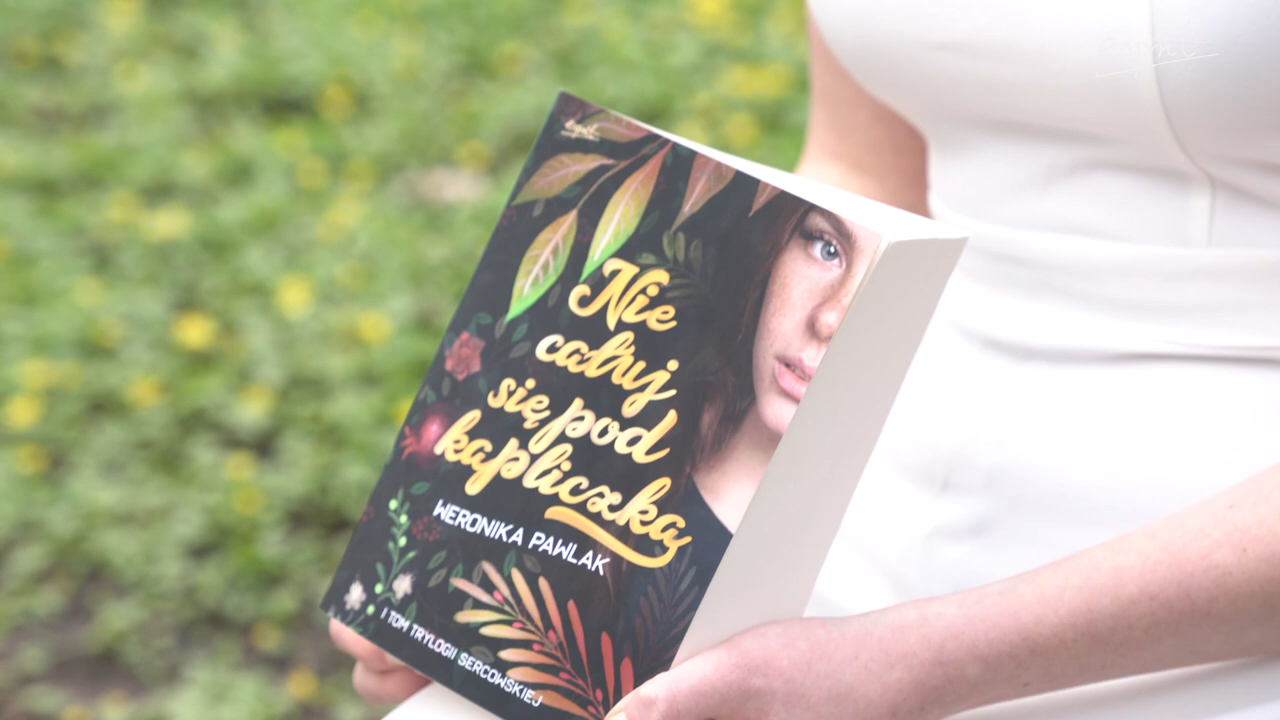 Nie
całuj
się pod
kapliczką
WERONIKA PAWLAK
I TOM TRYLOGII SERCOWSKIEJ